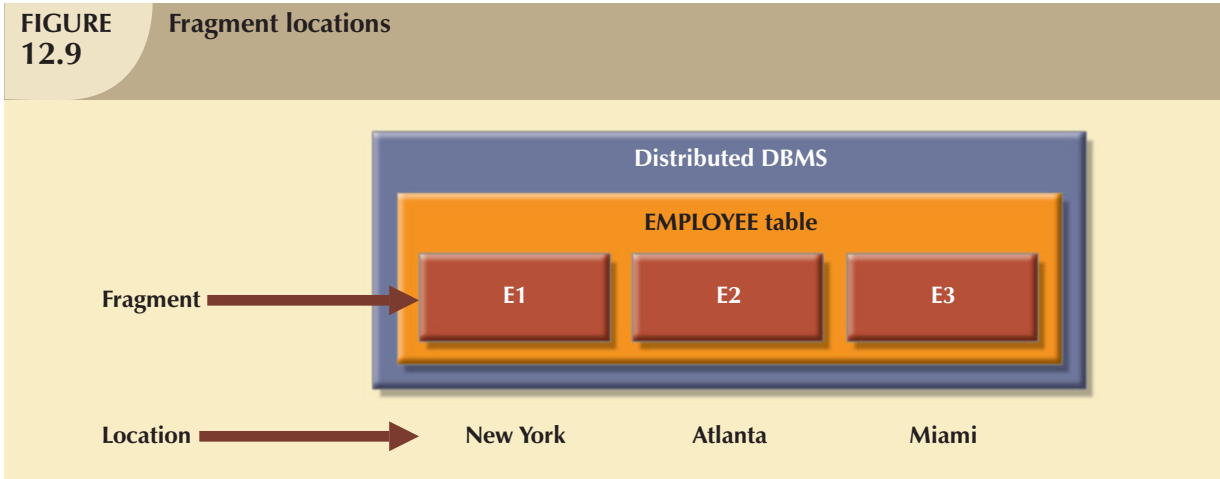 FIGURE 12.9
Fragment locations
Distributed DBMS
EMPLOYEE table
Fragment E1 E2 E3
Location New York Atlanta Miami